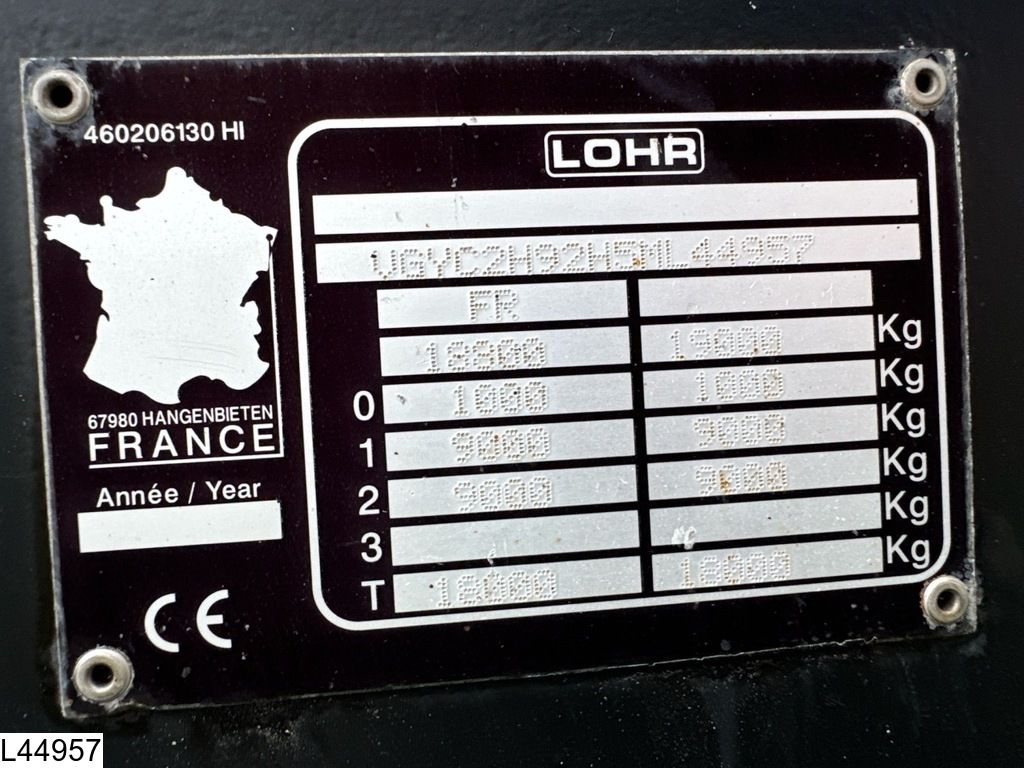 460206130 HI
LOHR
VGYC2H92H5ML44957
FR
19000 Kg
0 1000 1000 Kg
1 9000 9000 Kg
2 9000 9000 Kg
3 Kg
T 18000 18000 Kg
67980 HANGENBIETEN
FRANCE
Année / Year
CE
L44957